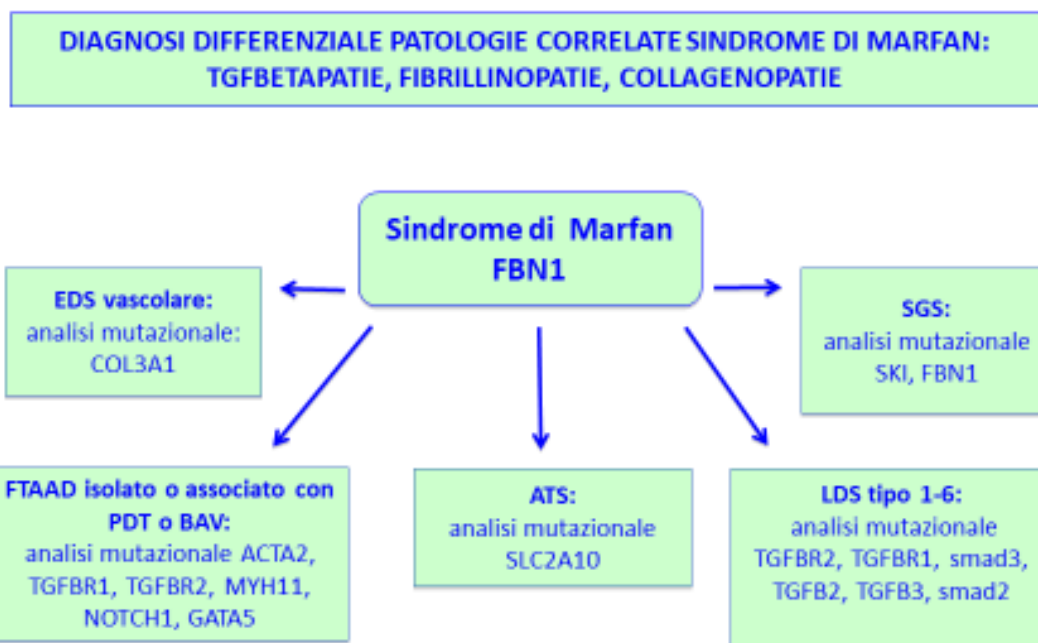 DIAGNOSI DIFFERENZIALE PATOLOGIE CORRELATE SINDROME DI MARFAN:
TGFBETAPATIE, FIBRILLINOPATIE, COLLAGENOPATIE
Sindrome di Marfan
FBN1
EDS vascolare:
analisi mutazionale:
COL3A1
SGS:
analisi mutazionale
SKI, FBN1
FTAAD isolato o associato con
PDT o BAV:
analisi mutazionale ACTA2,
TGFBR1, TGFBR2, MYH11,
NOTCH1, GATA5
ATS:
analisi mutazionale
SLC2A10
LDS tipo 1-6:
analisi mutazionale
TGFBR2, TGFBR1, smad3,
TGFB2, TGFB3, smad2